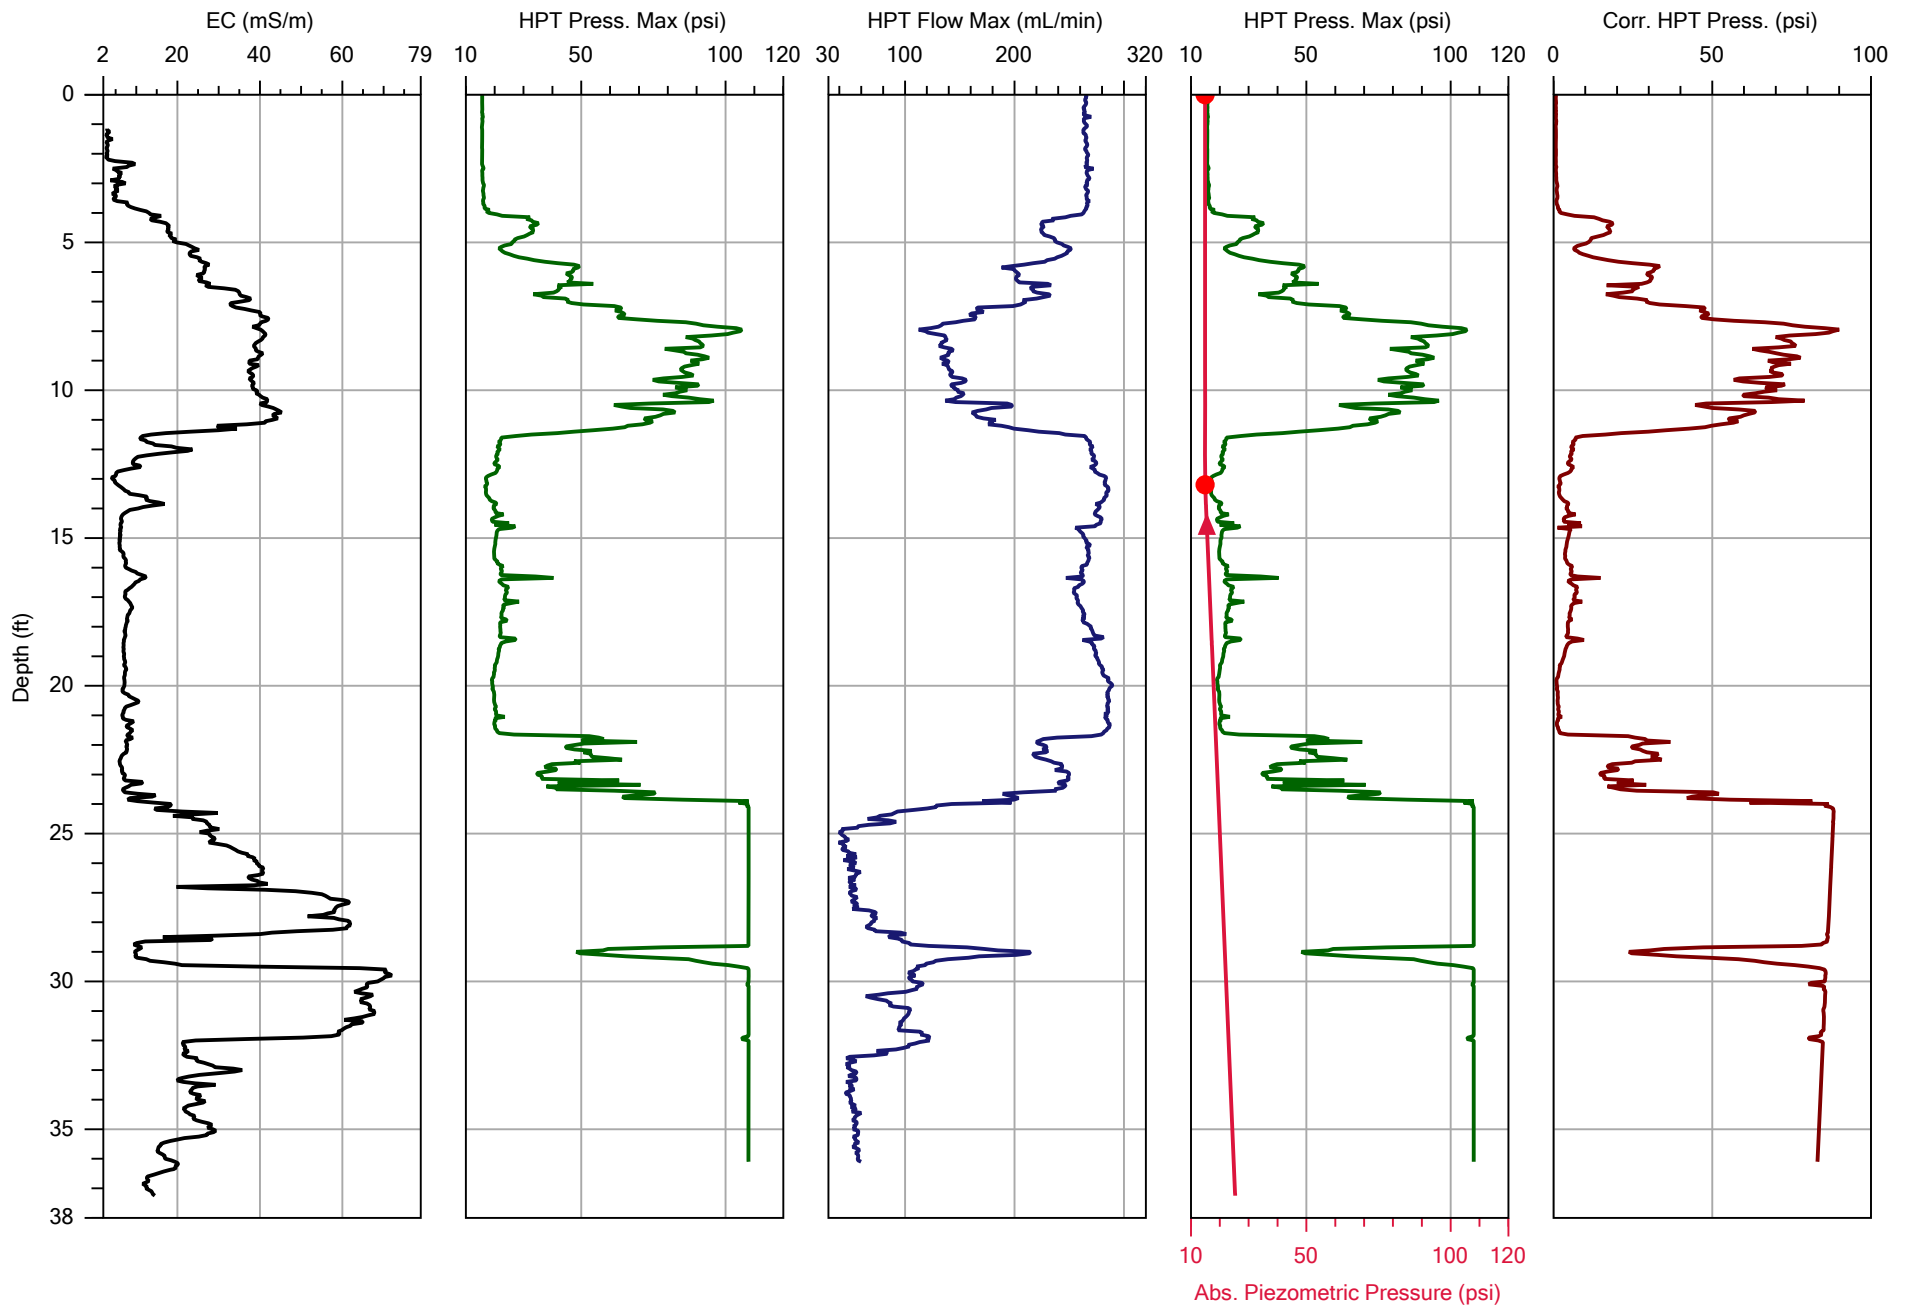 EC (mS/m) HPT Press. Max (psi) HPT Flow Max (mL/min) HPT Press. Max (psi) Corr. HPT Press. (psi)
2 20 40 60 79 10 50 100 120 30 100 200 320 10 50 100 120 0 50 100
0
5
10
15
20
25
30
35
38
Depth (ft)
10 50 100 120
Abs. Piezometric Pressure (psi)